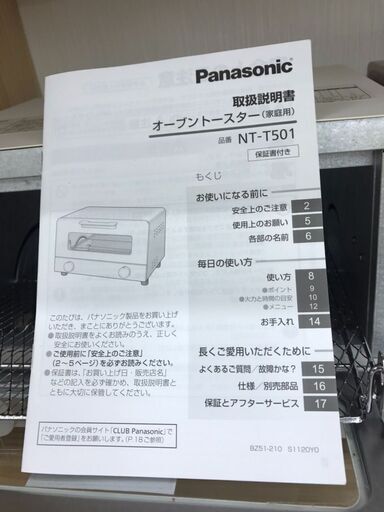 Panasonic
取扱説明書
オーブントースター(家庭用)
品番 NT-T501
保証書付き
もくじ
お使いになる前に
安全上のご注意 2
使用上のお願い 5
各部の名前 6
毎日の使い方
使い方 8
●ポイント 9
●火力と時間の目安 10
●メニュー 12
お手入れ 14
長くご愛用いただくために
よくあるご質問/故障かな? 15
仕様/別売部品 16
保証とアフターサービス 17
このたびは、パナソニック製品をお買い上げ
いただき、まことにありがとうございます。
●取扱説明書をよくお読みのうえ、正しく
安全にお使いください。
●ご使用前に「安全上のご注意」
(2～5ページ)を必ずお読みください。
●保証書は、「お買い上げ日・販売店名」
などの記入を必ず確かめ、取扱説明書と
ともに大切に保管してください。
パナソニックの会員サイト「CLUB Panasonic」で
「ご愛用者登録」をお願いします。(P.18ご参照)
BZ51-210 S1120Y0